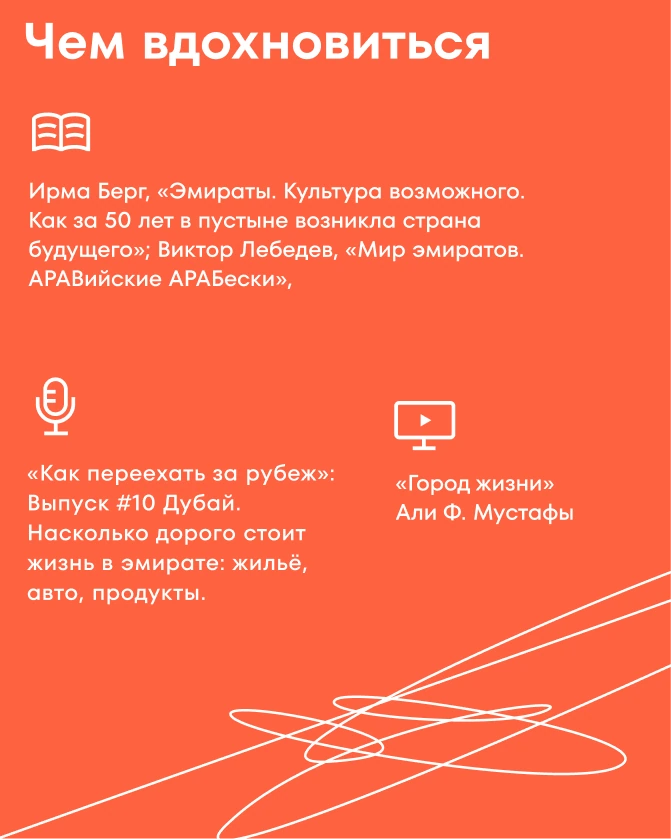 Чем вдохновиться
Ирма Берг, «Эмираты. Культура возможного.
Как за 50 лет в пустыне возникла страна
будущего»; Виктор Лебедев, «Мир эмиратов.
АРАВийские АРАБески»,
«Как переехать за рубеж»:
Выпуск #10 Дубай.
Насколько дорого стоит
жизнь в эмирате: жильё,
авто, продукты.
«Город жизни»
Али Ф. Мустафы